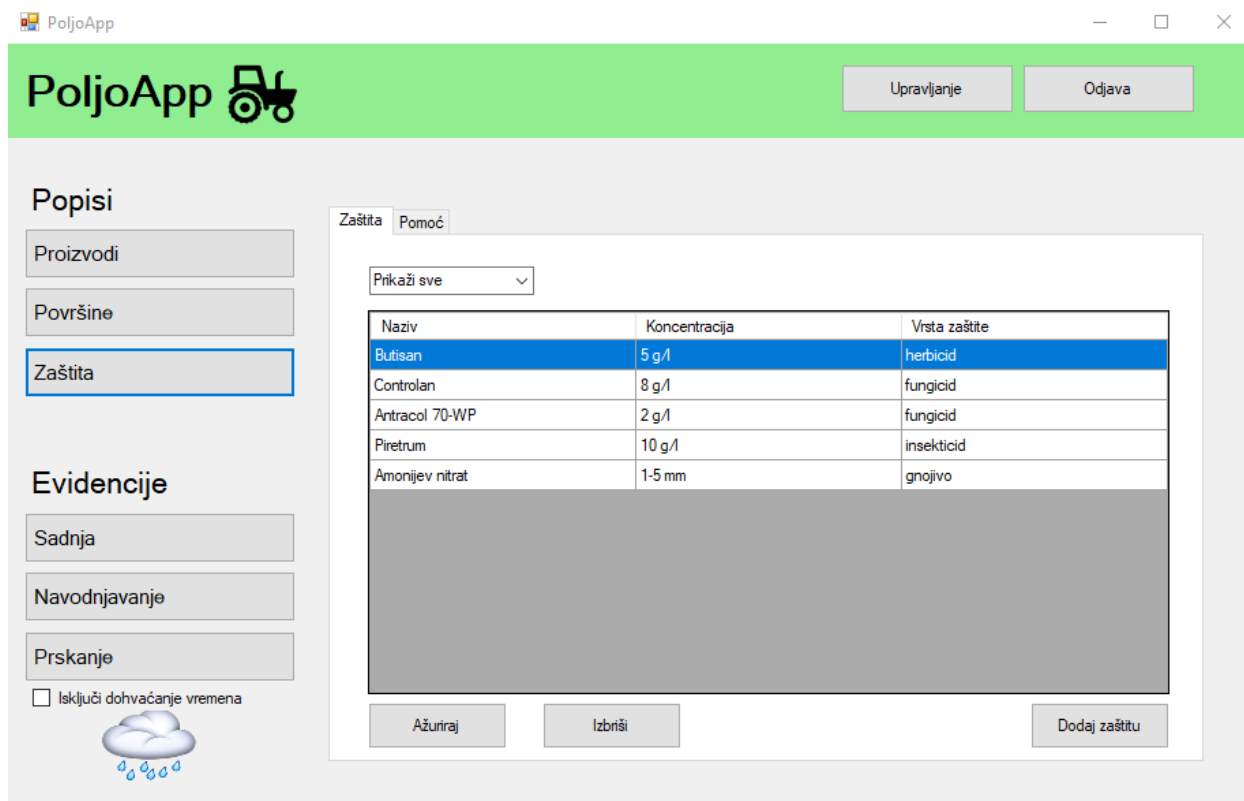 PoljoApp
PoljoApp
Upravljanje
Odjava
Popisi
Proizvodi
Površine
Zaštita
Evidencije
Sadnja
Navodnjavanje
Prskanje
Isključi dohvaćanje vremena
Zaštita Pomoć
Prikaži sve
Naziv Koncentracija Vrsta zaštite
Butisan 5 g/l herbicid
Controlan 8 g/l fungicid
Antracol 70-WP 2 g/l fungicid
Piretrum 10 g/l insekticid
Amonijev nitrat 1-5 mm gnojivo
Ažuriraj Izbriši Dodaj zaštitu